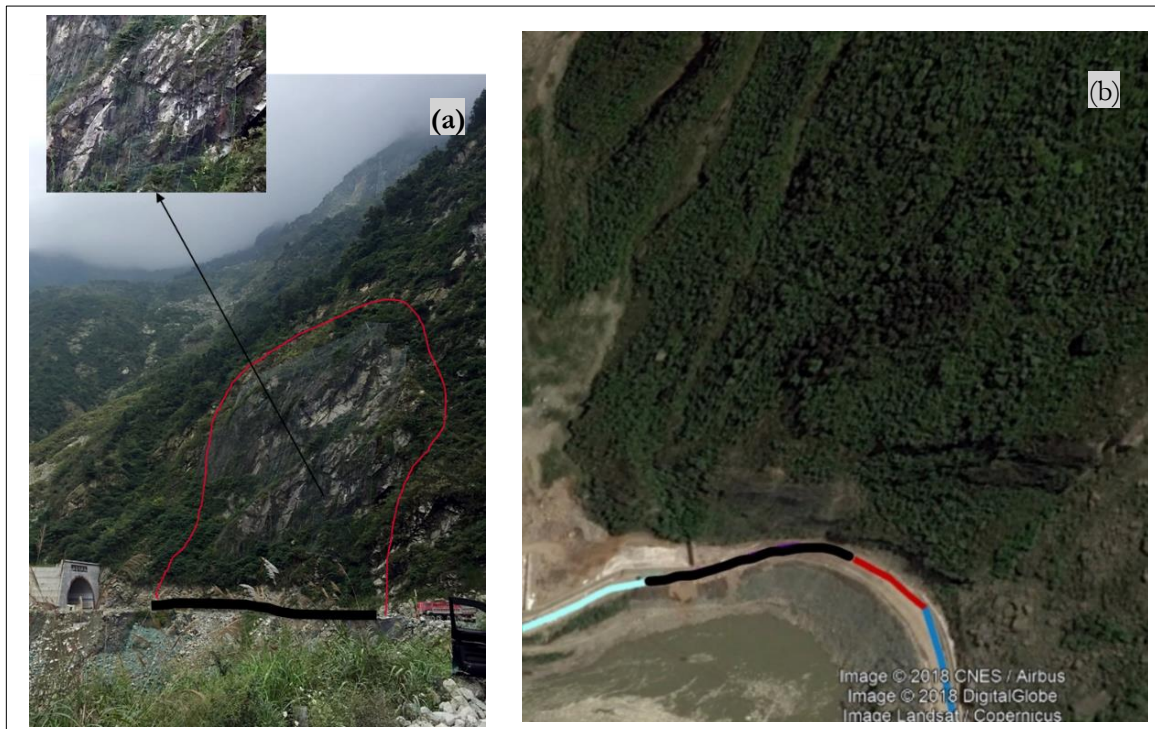 (a)
(b)
Image © 2018 CNES / Airbus
Image © 2018 DigitalGlobe
Image Landsat / Copernicus